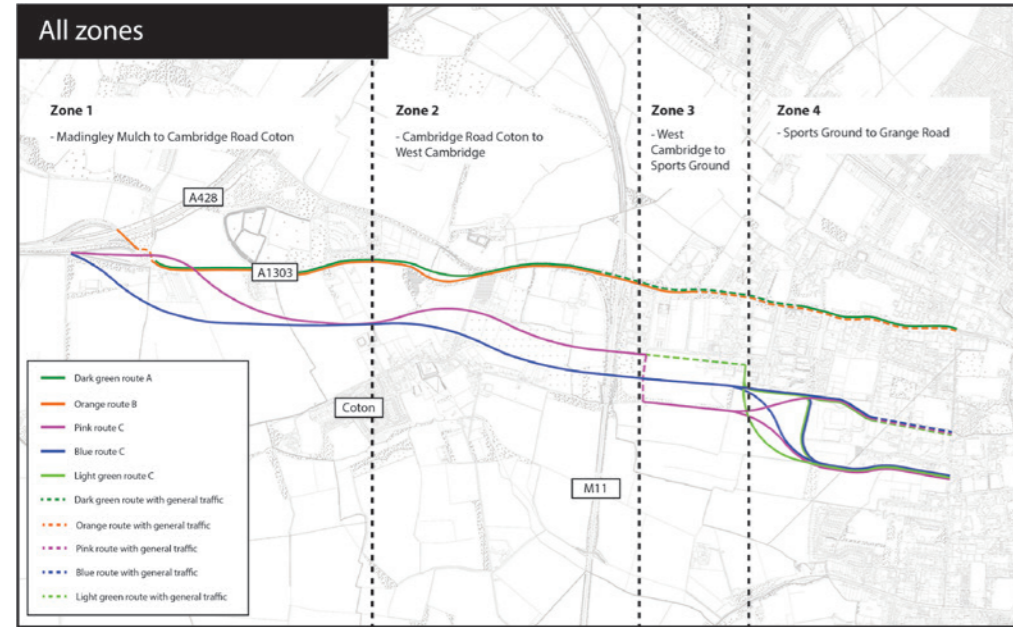 All zones
Zone 1
- Madingley Mulch to Cambridge Road Coton
Zone 2
- Cambridge Road Coton to
West Cambridge
Zone 3
- West
Cambridge to
Sports Ground
Zone 4
- Sports Ground to Grange Road
A428
A1303
Coton
M11
Dark green route A
Orange route B
Pink route C
Blue route C
Light green route C
Dark green route with general traffic
Orange route with general traffic
Pink route with general traffic
Blue route with general traffic
Light green route with general traffic